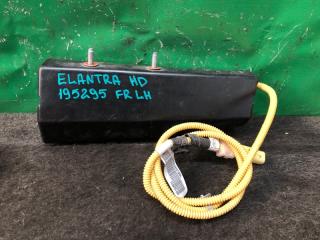 ELANTRA HD
195295 FR LH